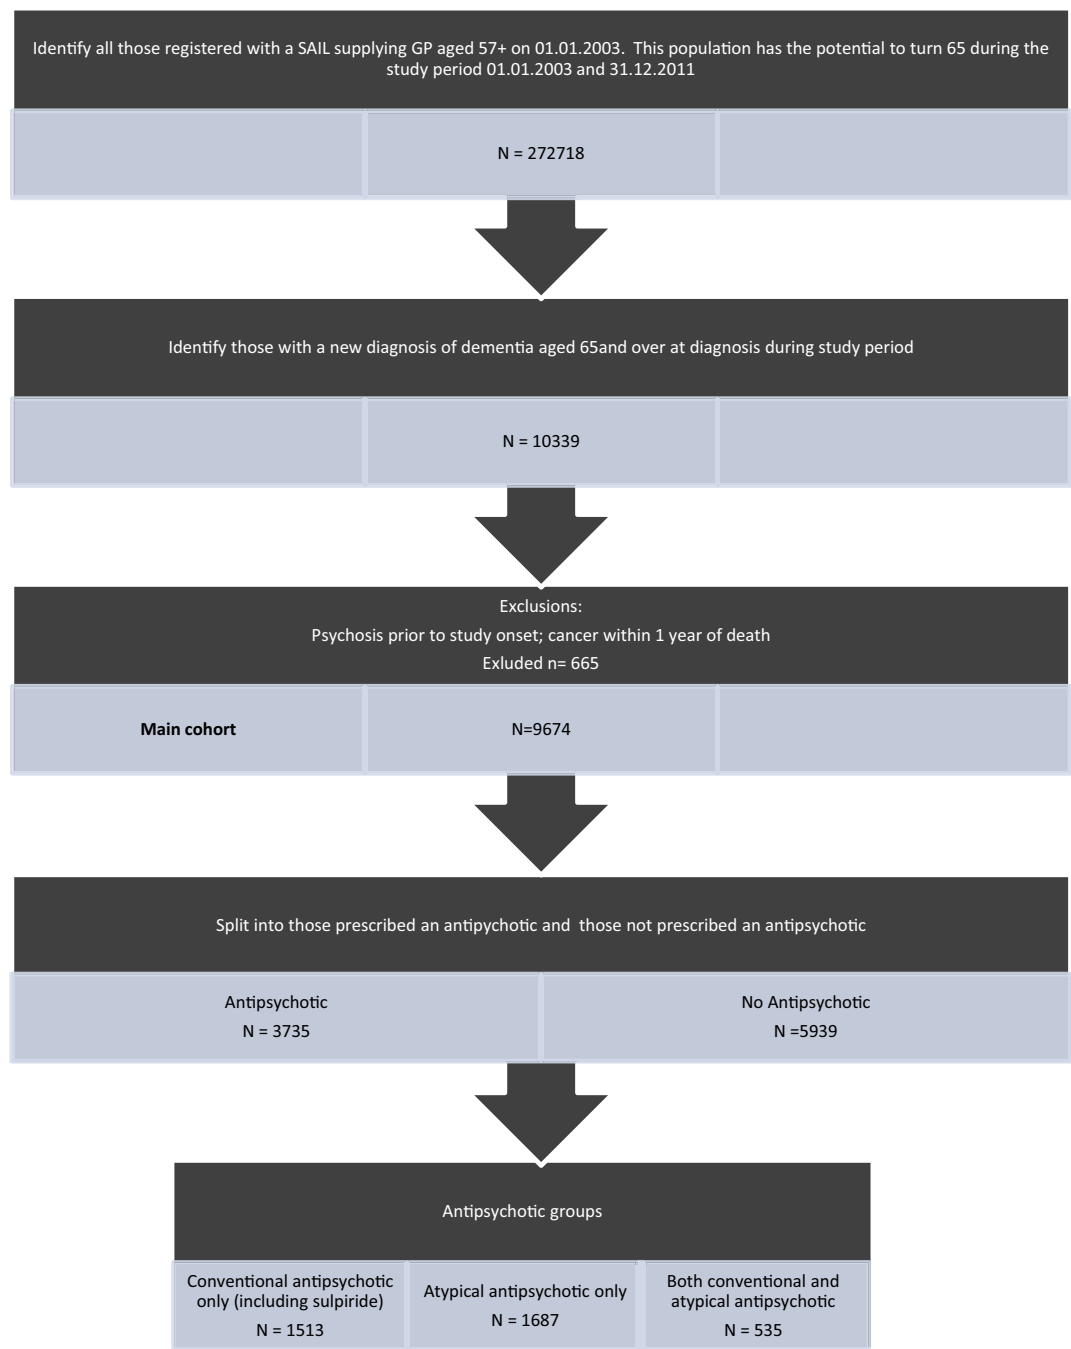 Identify all those registered with a SAIL supplying GP aged 57+ on 01.01.2003.  This population has the potential to turn 65 during the
study period 01.01.2003 and 31.12.2011
N = 272718
Identify those with a new diagnosis of dementia aged 65and over at diagnosis during study period
N = 10339
Exclusions:
Psychosis prior to study onset; cancer within 1 year of death
Exluded n= 665
Main cohort
N=9674
Split into those prescribed an antipychotic and  those not prescribed an antipsychotic
Antipsychotic
N = 3735
No Antipsychotic
N =5939
Antipsychotic groups
Conventional antipsychotic
only (including sulpiride)
N = 1513
Atypical antipsychotic only
N = 1687
Both conventional and
atypical antipsychotic
N = 535